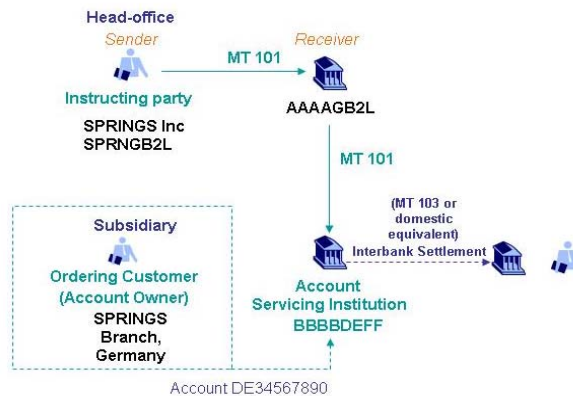 Head-office
Sender
Receiver
MT 101
Instructing party
SPRINGS Inc
SPRNGB2L
AAAAGB2L
MT 101
(MT 103 or
domestic
equivalent)
Interbank Settlement
Subsidiary
Ordering Customer
(Account Owner)
SPRINGS
Branch,
Germany
Account
Servicing Institution
BBBBDEFF
Account DE34567890